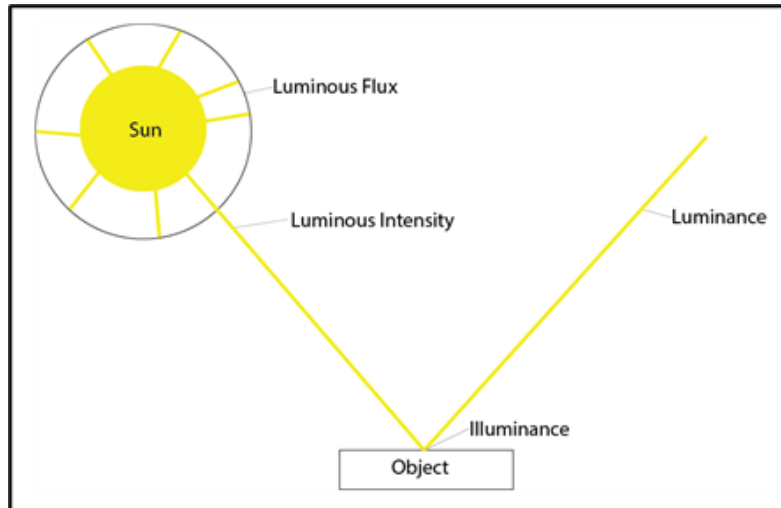 Luminous Flux
Sun
Luminous Intensity
Luminance
Illuminance
Object